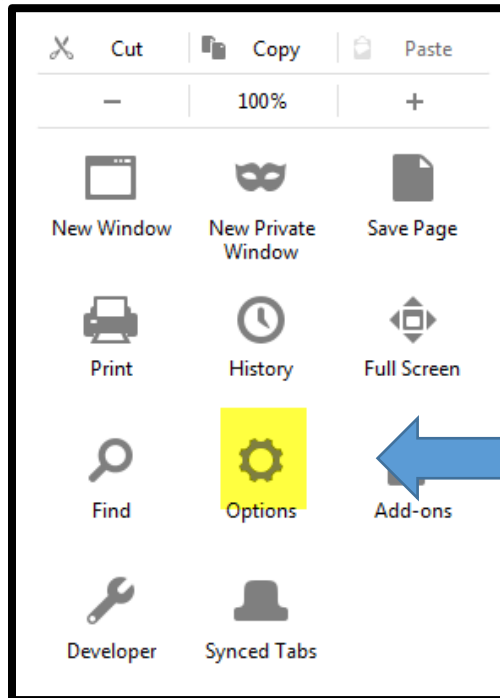 Cut Copy Paste
− 100% +
New Window New Private Window Save Page
Print History Full Screen
Find Options Add-ons
Developer Synced Tabs